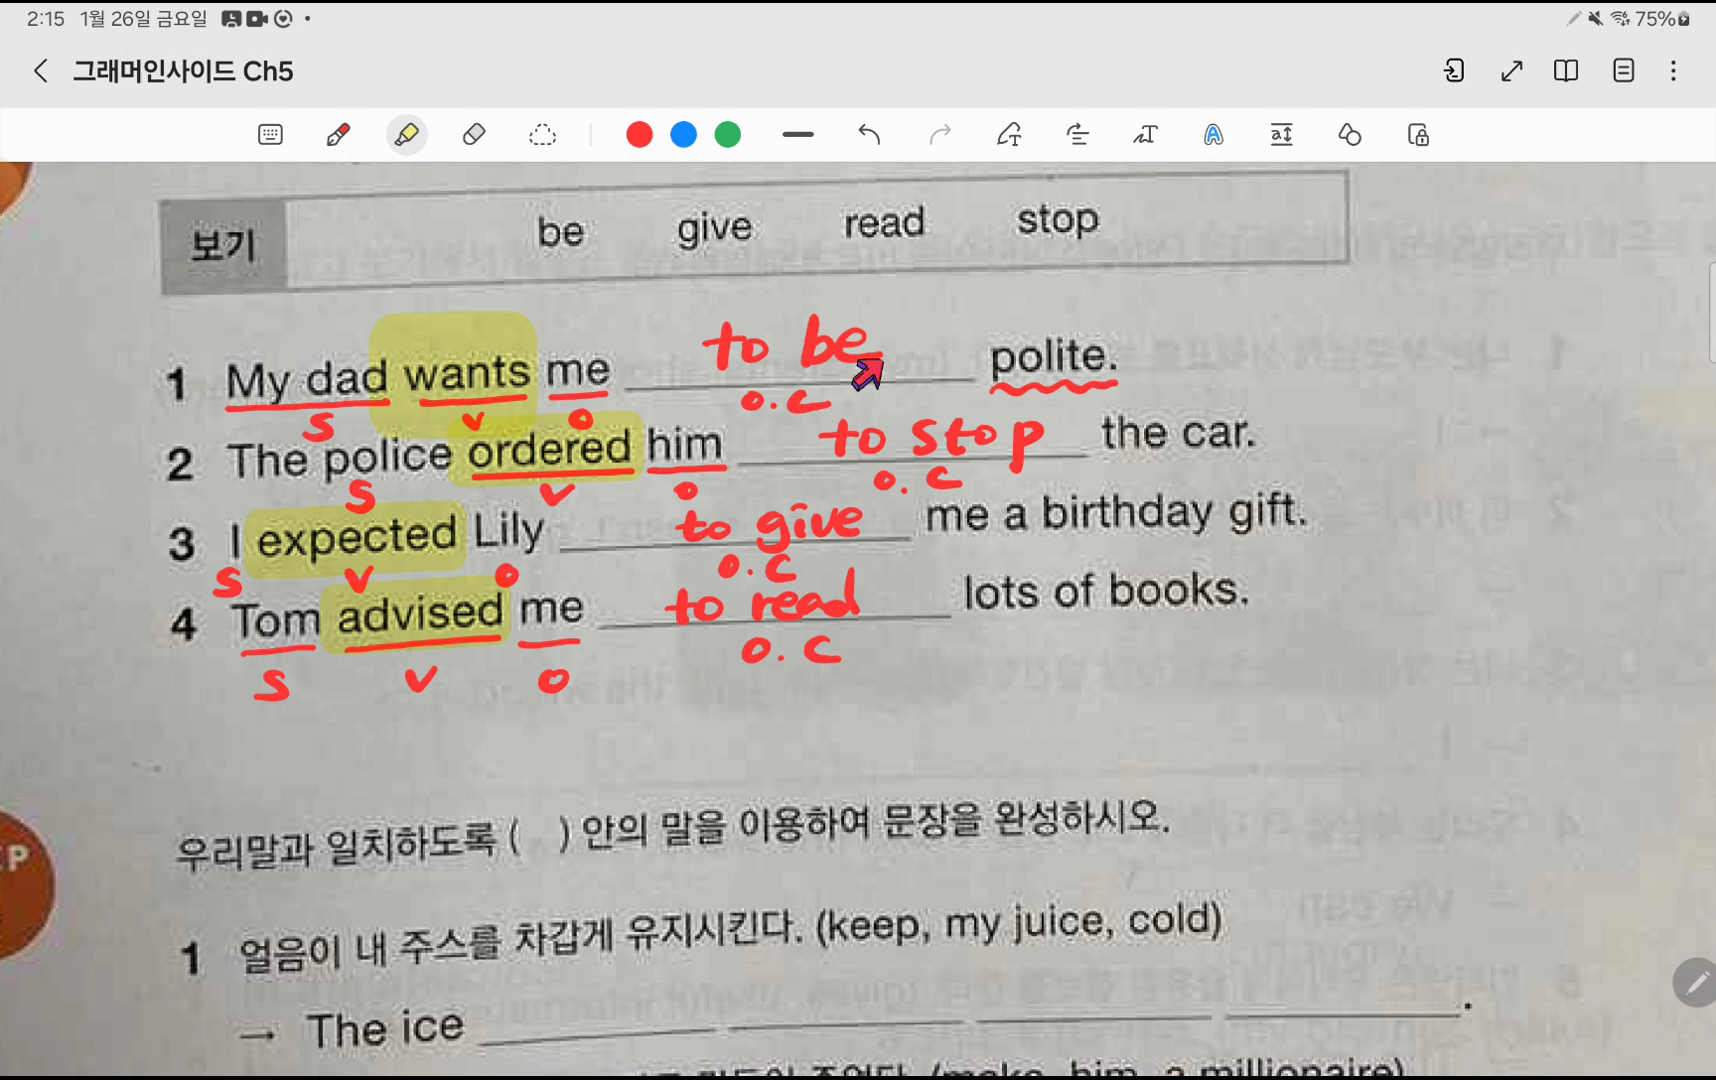 2:15 1월 26일 금요일 75%
그래머인사이드 Ch5
보기 be give read stop
1 My dad wants me to be polite.
S V O O.C
2 The police ordered him to stop the car.
S V O O.C
3 I expected Lily to give me a birthday gift.
S V O O.C
4 Tom advised me to read lots of books.
S V O O.C
우리말과 일치하도록 ( ) 안의 말을 이용하여 문장을 완성하시오.
1 얼음이 내 주스를 차갑게 유지시킨다. (keep, my juice, cold)
→ The ice .
(make, him, a millionaire)